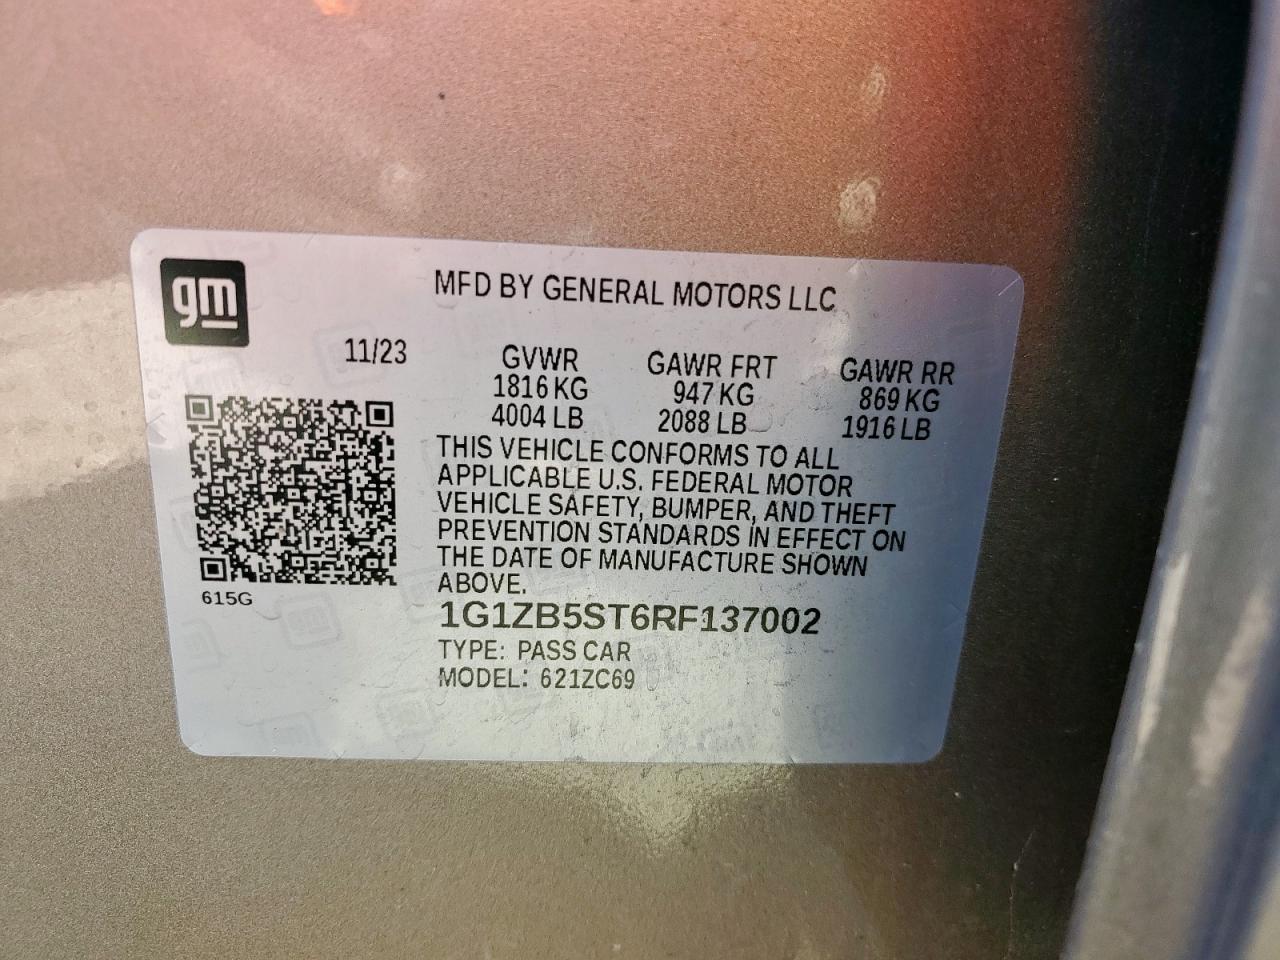 gm
MFD BY GENERAL MOTORS LLC
11/23
GVWR GAWR FRT GAWR RR
1816 KG 947 KG 869 KG
4004 LB 2088 LB 1916 LB
THIS VEHICLE CONFORMS TO ALL
APPLICABLE U.S. FEDERAL MOTOR
VEHICLE SAFETY, BUMPER, AND THEFT
PREVENTION STANDARDS IN EFFECT ON
THE DATE OF MANUFACTURE SHOWN
ABOVE.
615G
1G1ZB5ST6RF137002
TYPE: PASS CAR
MODEL: 621ZC69